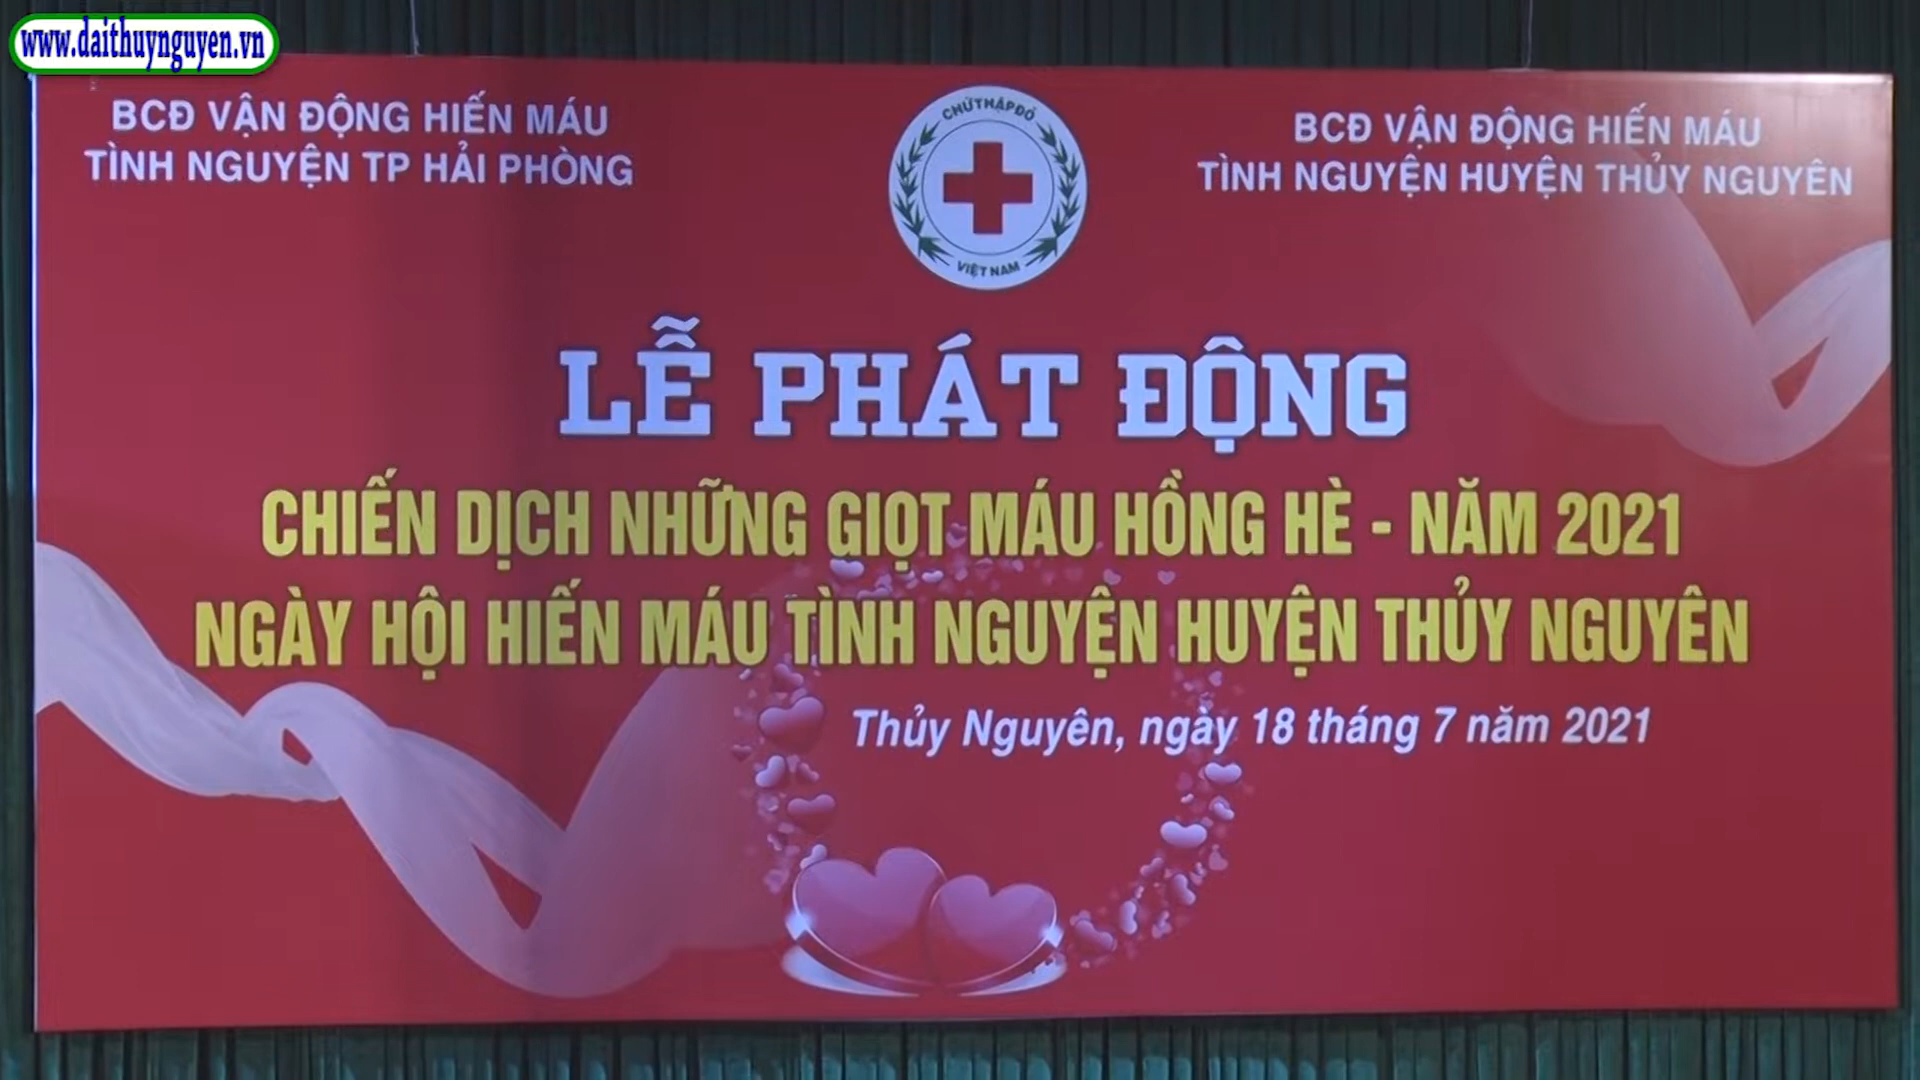 www.daithuynguyen.vn
BCĐ VẬN ĐỘNG HIẾN MÁU
TÌNH NGUYỆN TP HẢI PHÒNG
CHỮ THẬP ĐỎ
VIỆT NAM
BCĐ VẬN ĐỘNG HIẾN MÁU
TÌNH NGUYỆN HUYỆN THỦY NGUYÊN
LỄ PHÁT ĐỘNG
CHIẾN DỊCH NHỮNG GIỌT MÁU HỒNG HÈ - NĂM 2021
NGÀY HỘI HIẾN MÁU TÌNH NGUYỆN HUYỆN THỦY NGUYÊN
Thủy Nguyên, ngày 18 tháng 7 năm 2021